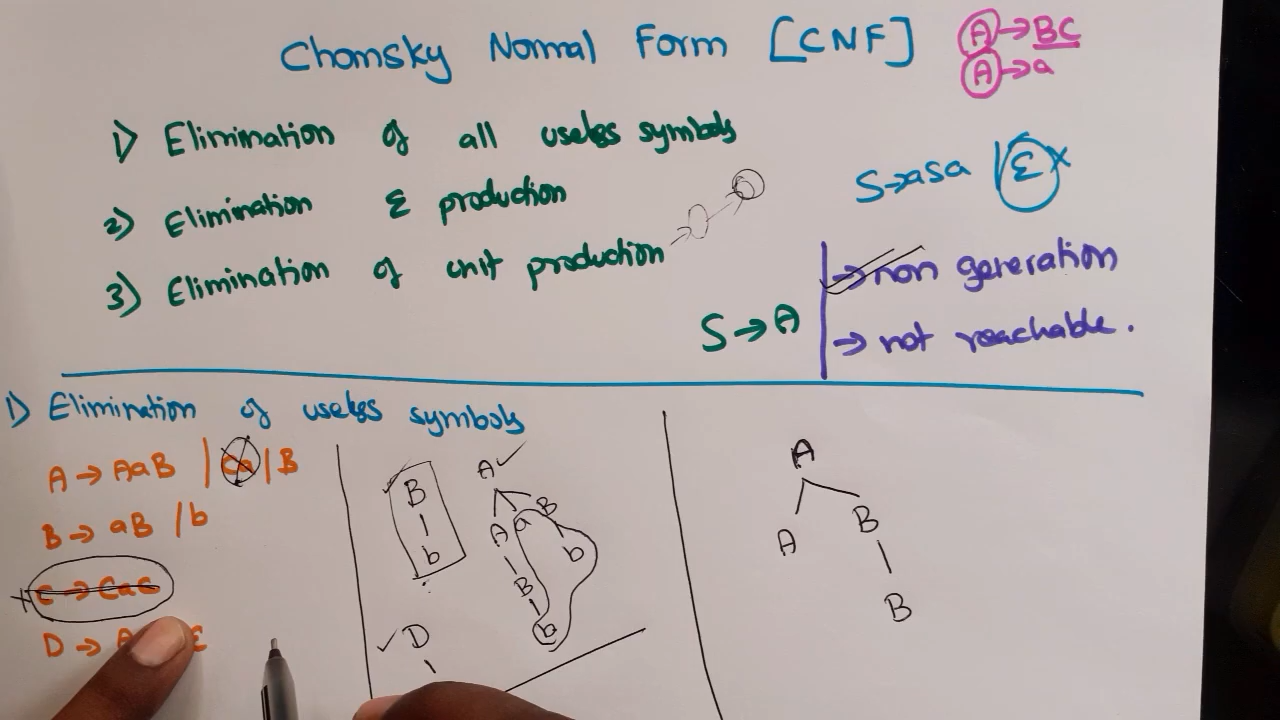 Chomsky Normal Form [CNF]
A → BC
A → a
1) Elimination of all useless symbols
2) Elimination ε production
3) Elimination of unit production
S → aSa | ε x
S → A
→ non generation
→ not reachable.
1) Elimination of useless symbols
A → AaB | Ca | B
B → aB / b
C → CaC
D →
B
b
A
A a B
b
B
b
D
A
A B
B